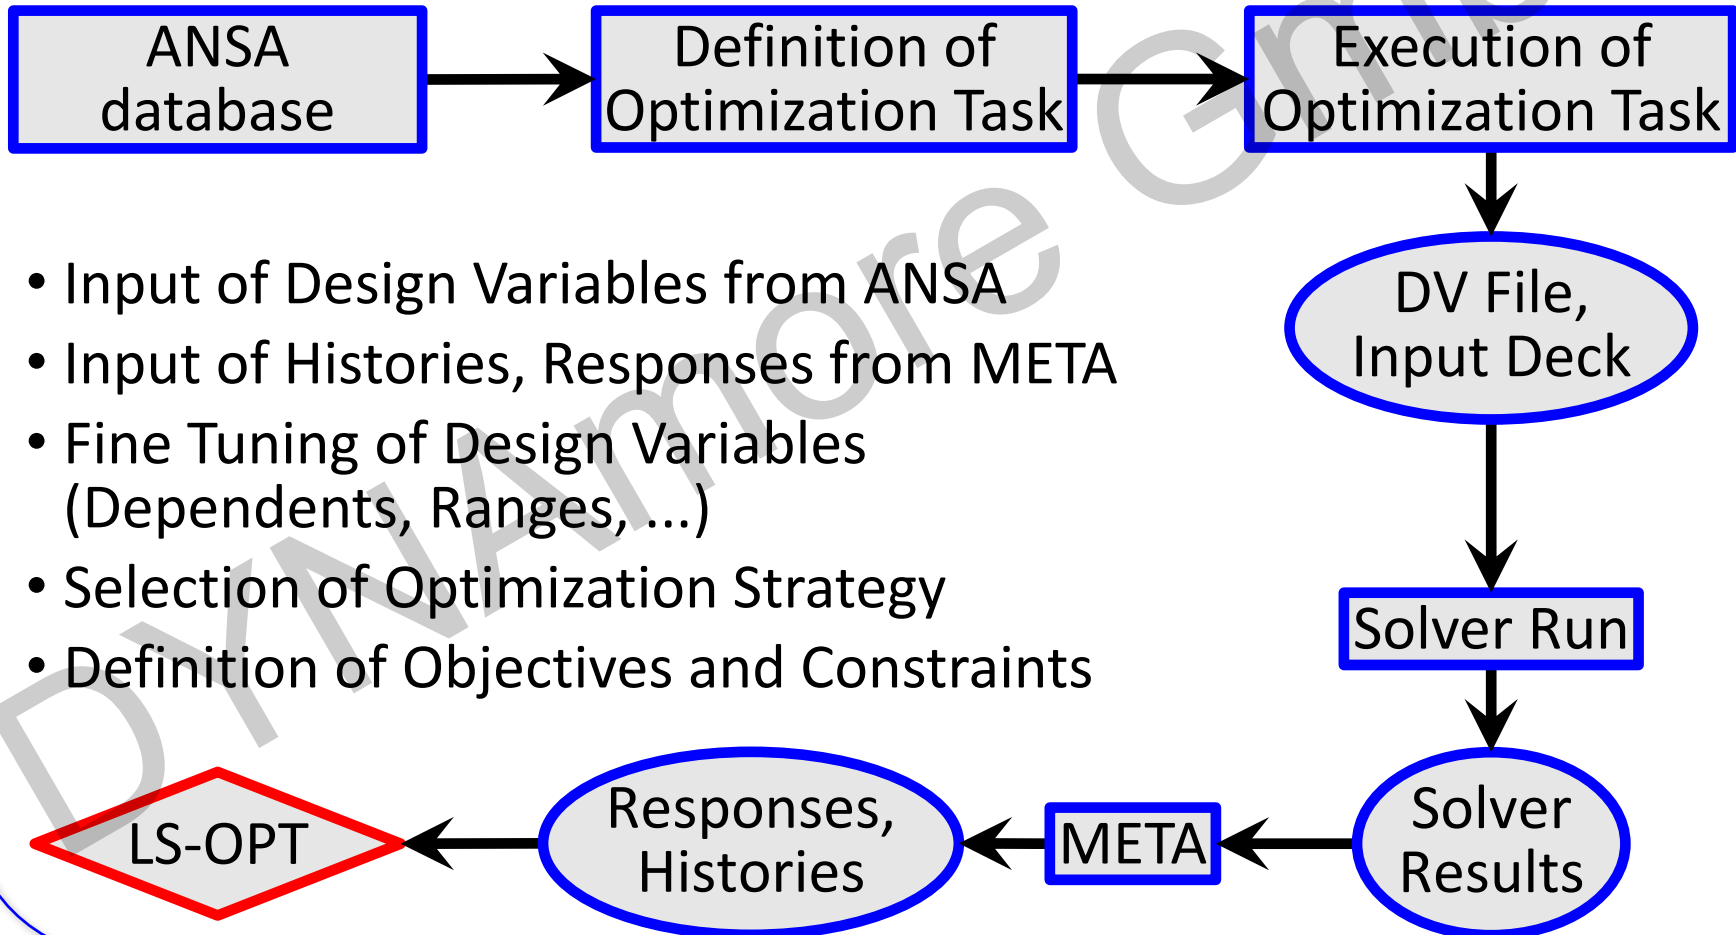 ANSA
database
Definition of
Optimization Task
Execution of
Optimization Task
• Input of Design Variables from ANSA
• Input of Histories, Responses from META
• Fine Tuning of Design Variables
(Dependents, Ranges, ...)
• Selection of Optimization Strategy
• Definition of Objectives and Constraints
DV File,
Input Deck
Solver Run
Solver
Results
META
Responses,
Histories
LS-OPT
DYNAmore Gmb